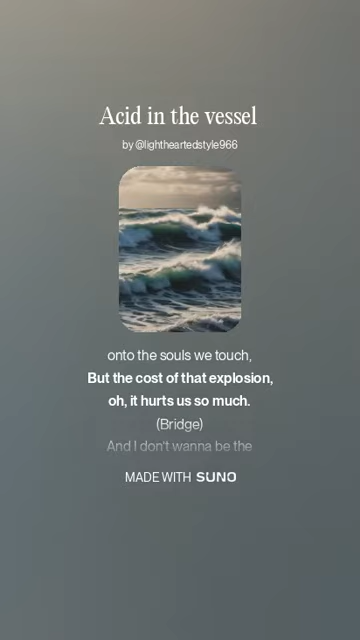 Acid in the vessel
by @lightheartedstyle966
onto the souls we touch,
But the cost of that explosion,
oh, it hurts us so much.
(Bridge)
And I don't wanna be the
MADE WITH SUNO